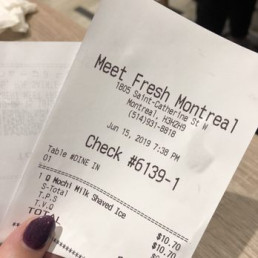 Meet Fresh Montreal
1805 Saint-Catherine St W
Montreal, H3H2H9
(514)931-8818
Jun 15, 2019 7:38 PM
Check #6139-1
Table #DINE IN
01
1 Q Mochi Milk Shaved Ice $10.70
S-Total $10.70
T.P.S
T.V.Q
TOTAL